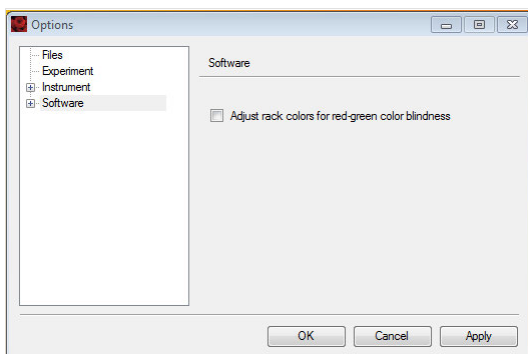 Options
Files
Experiment
Instrument
Software
Software
Adjust rack colors for red-green color blindness
OK
Cancel
Apply